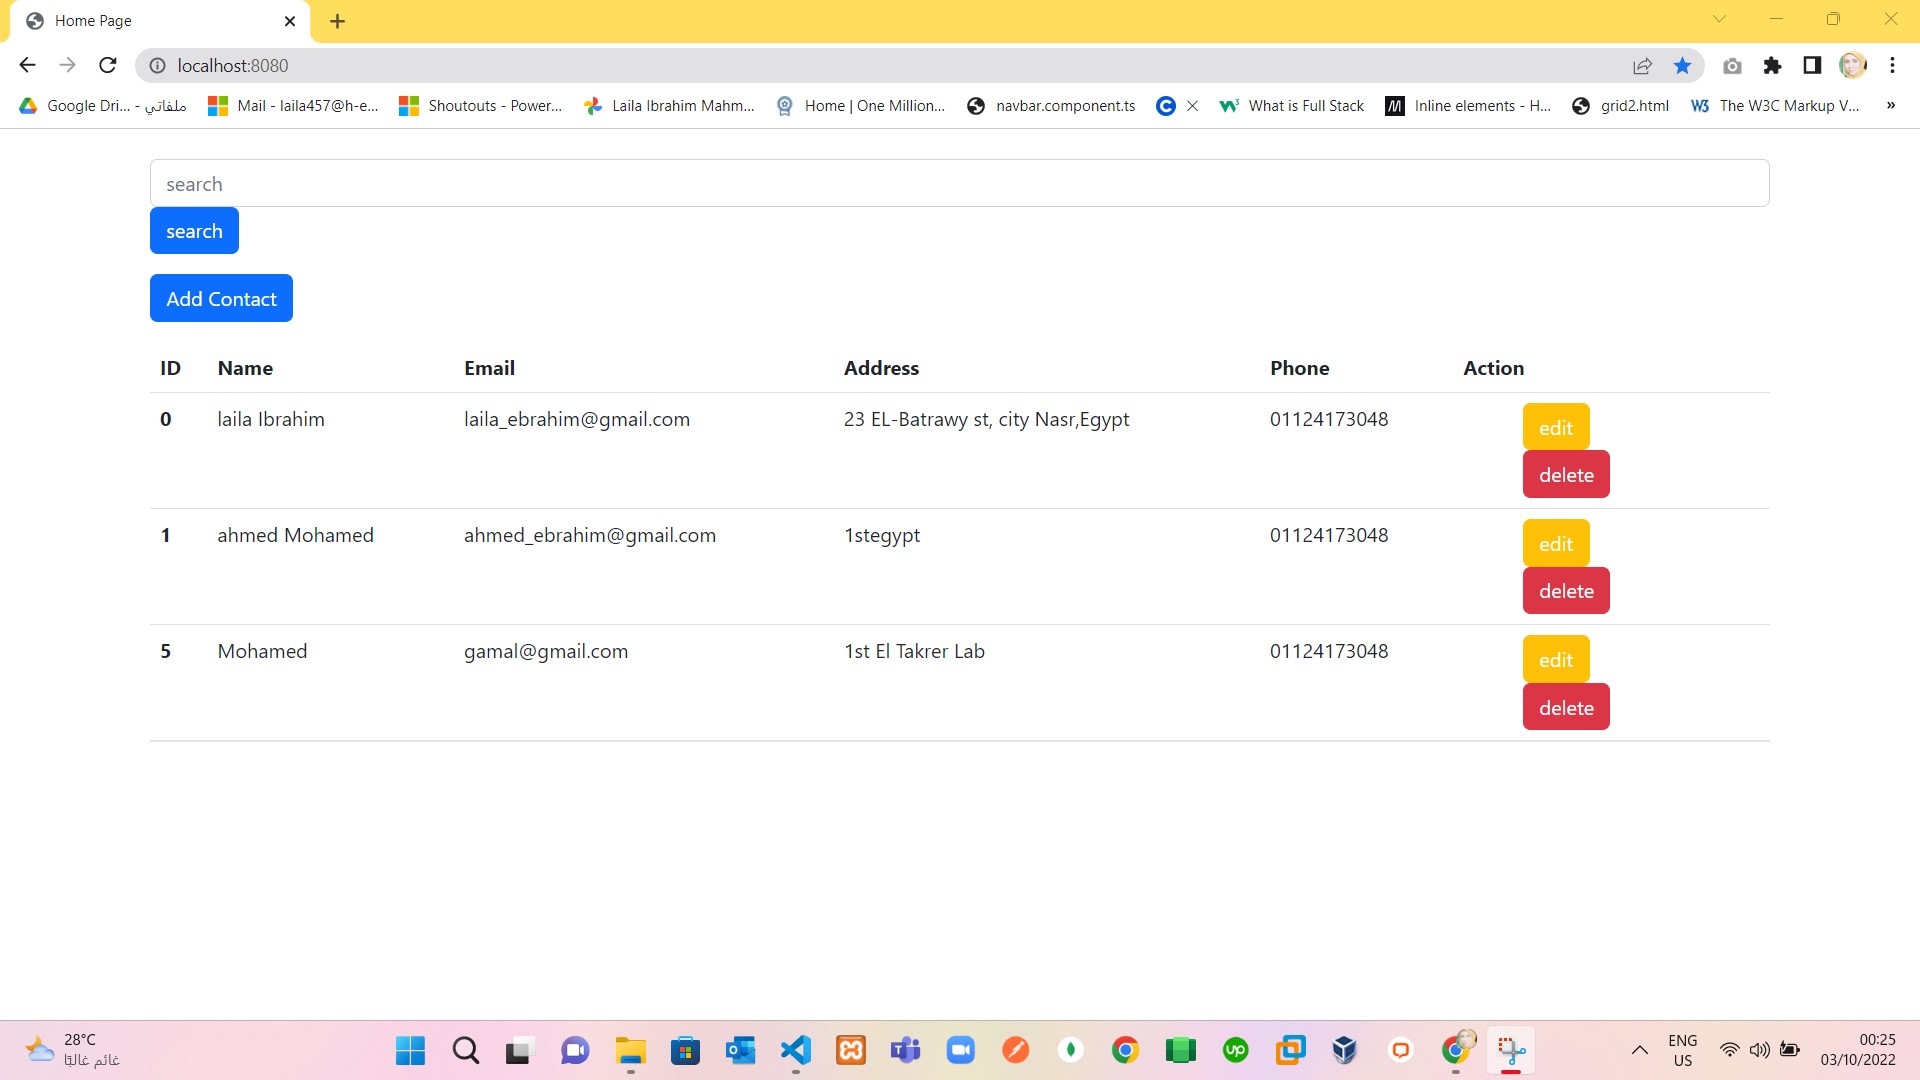 Home Page
localhost:8080
Google Dri... - ملفاتي
Mail - laila457@h-e...
Shoutouts - Power...
Laila Ibrahim Mahm...
Home | One Million...
navbar.component.ts
What is Full Stack
Inline elements - H...
grid2.html
The W3C Markup V...
search
search
Add Contact
ID Name Email Address Phone Action
0 laila Ibrahim laila_ebrahim@gmail.com 23 EL-Batrawy st, city Nasr,Egypt 01124173048 edit
delete
1 ahmed Mohamed ahmed_ebrahim@gmail.com 1stegypt 01124173048 edit
delete
5 Mohamed gamal@gmail.com 1st El Takrer Lab 01124173048 edit
delete
28°C
غائم غالبًا
ENG
US
00:25
03/10/2022